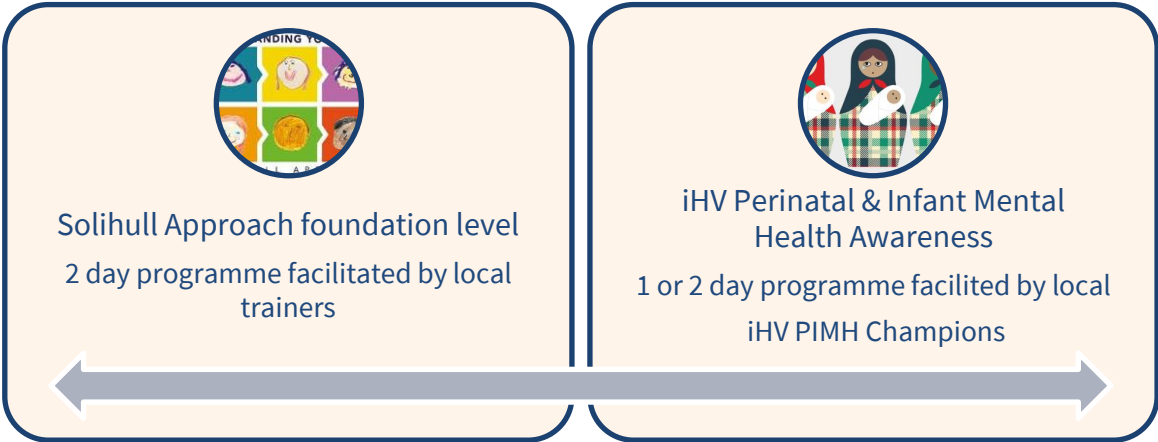 Solihull Approach foundation level
2 day programme facilitated by local
trainers
iHV Perinatal & Infant Mental
Health Awareness
1 or 2 day programme facilited by local
iHV PIMH Champions